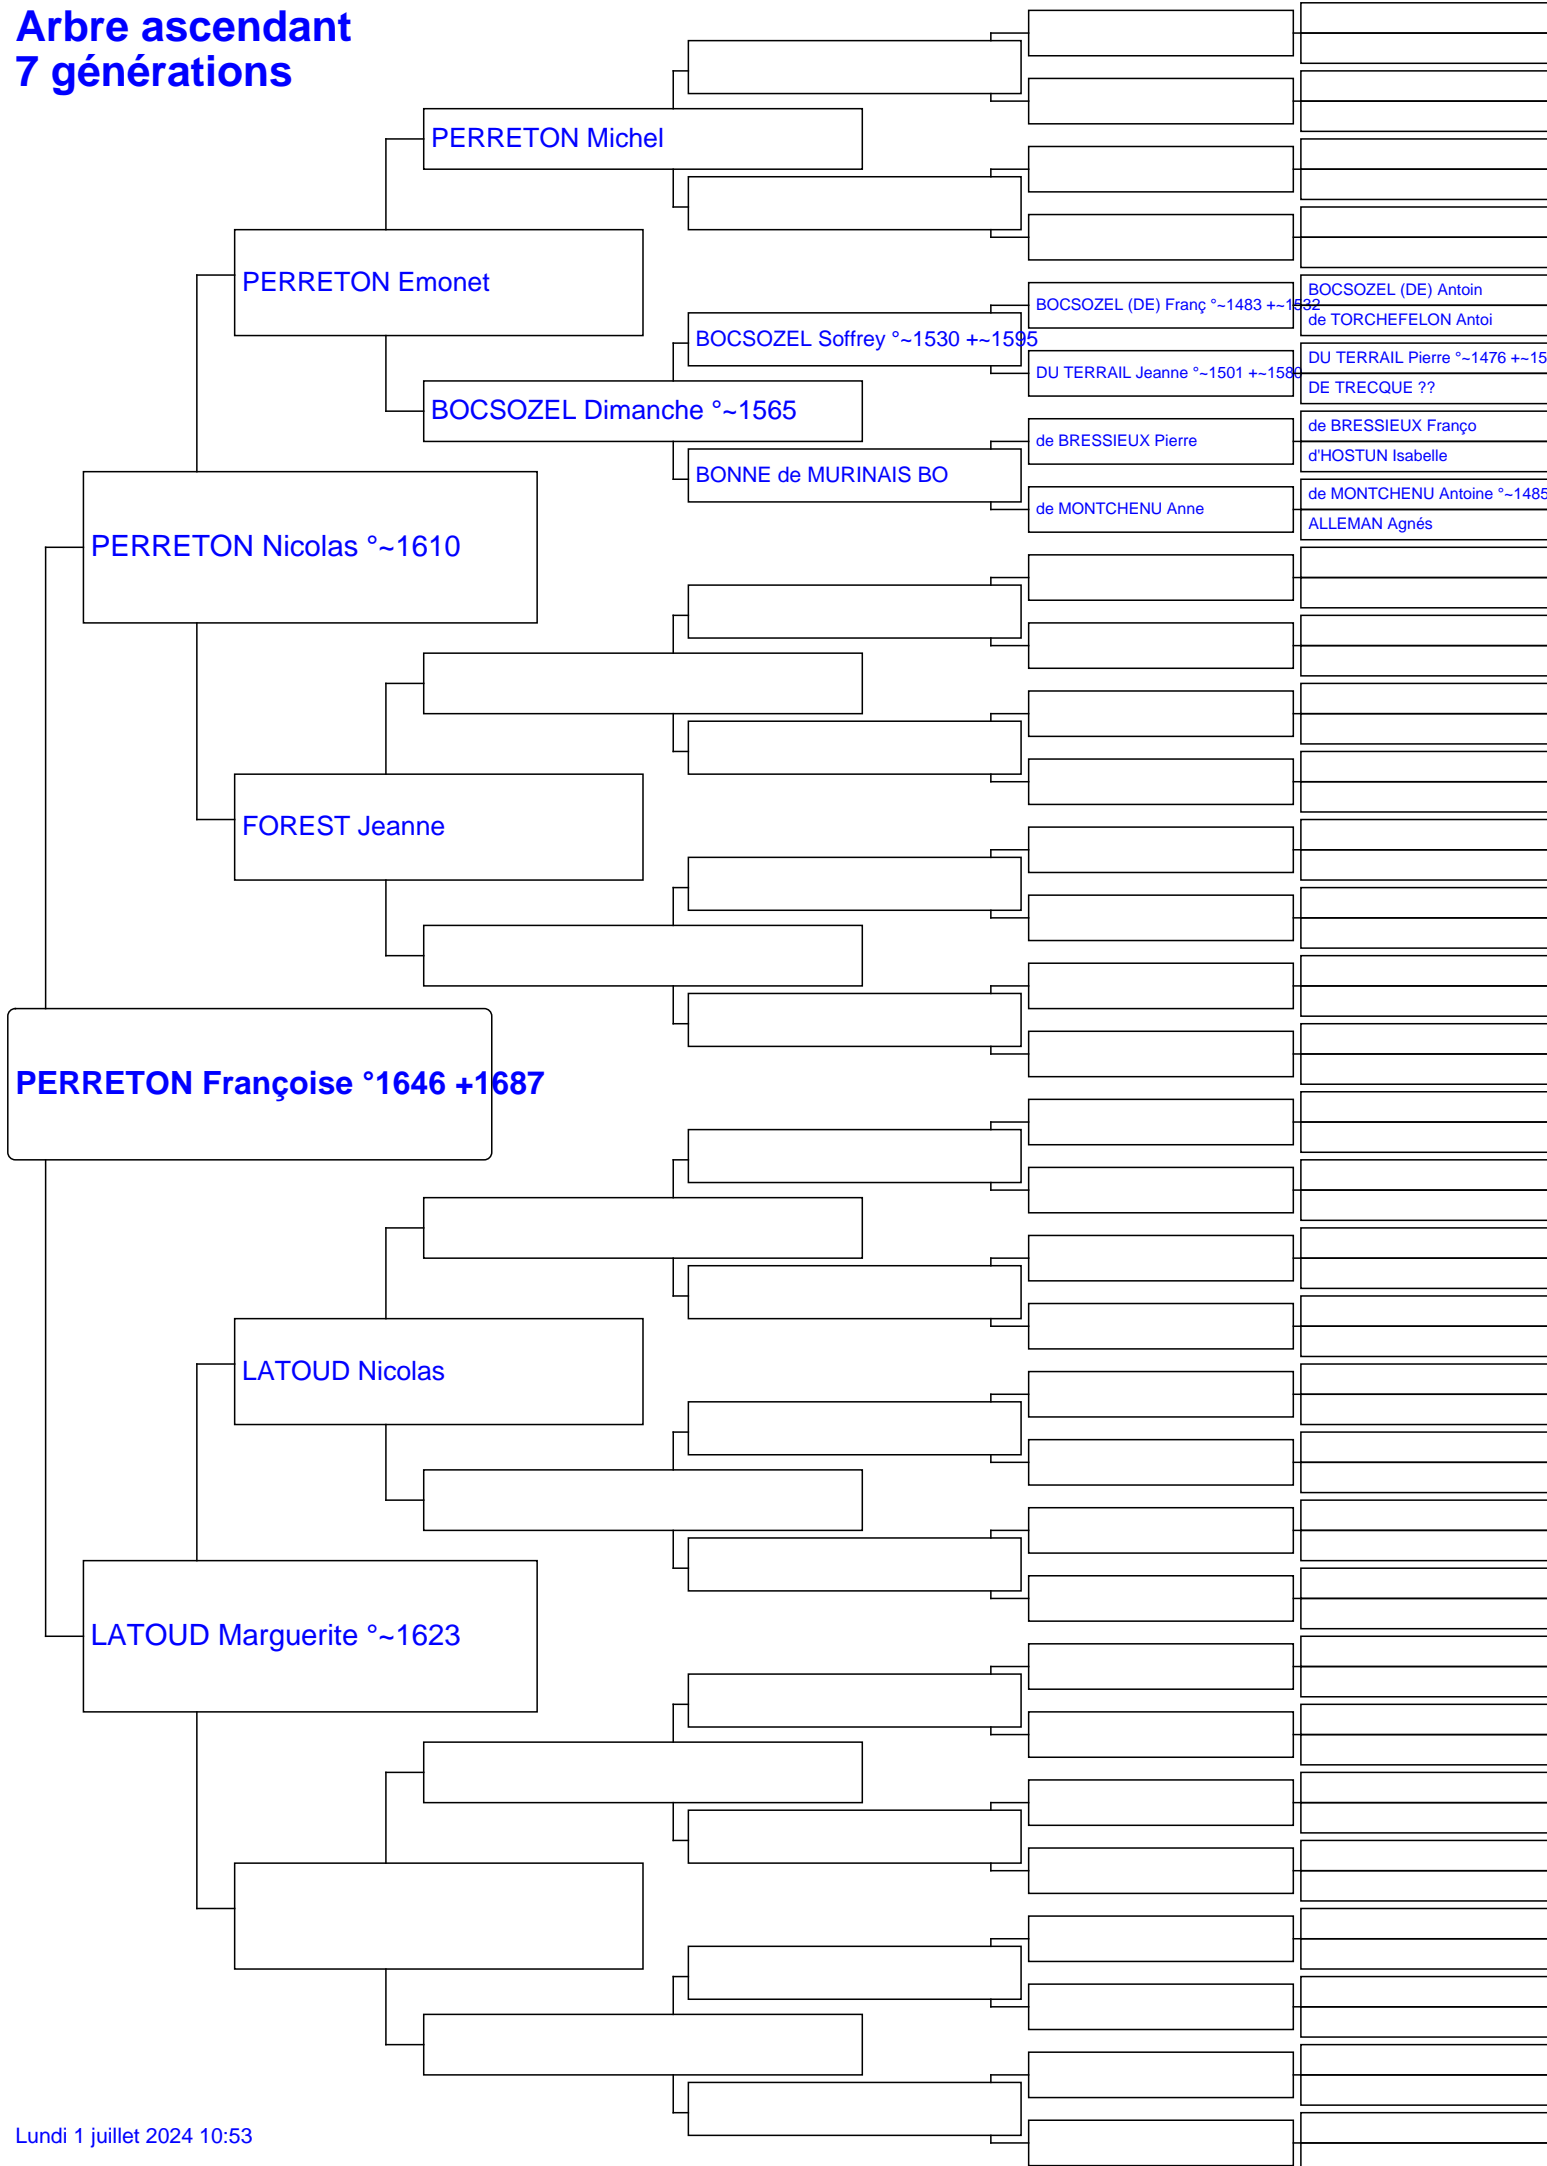 Arbre ascendant
7 générations
PERRETON Michel
PERRETON Emonet
BOCSOZEL (DE) Franç °~1483 +~1532
BOCSOZEL (DE) Antoin
de TORCHEFELON Antoi
BOCSOZEL Soffrey °~1530 +~1595
DU TERRAIL Jeanne °~1501 +~1580
DU TERRAIL Pierre °~1476 +~15
DE TRECQUE ??
BOCSOZEL Dimanche °~1565
de BRESSIEUX Pierre
de BRESSIEUX Franço
d'HOSTUN Isabelle
BONNE de MURINAIS BO
de MONTCHENU Anne
de MONTCHENU Antoine °~1485
ALLEMAN Agnés
PERRETON Nicolas °~1610
FOREST Jeanne
PERRETON Françoise °1646 +1687
LATOUD Nicolas
LATOUD Marguerite °~1623
Lundi 1 juillet 2024 10:53